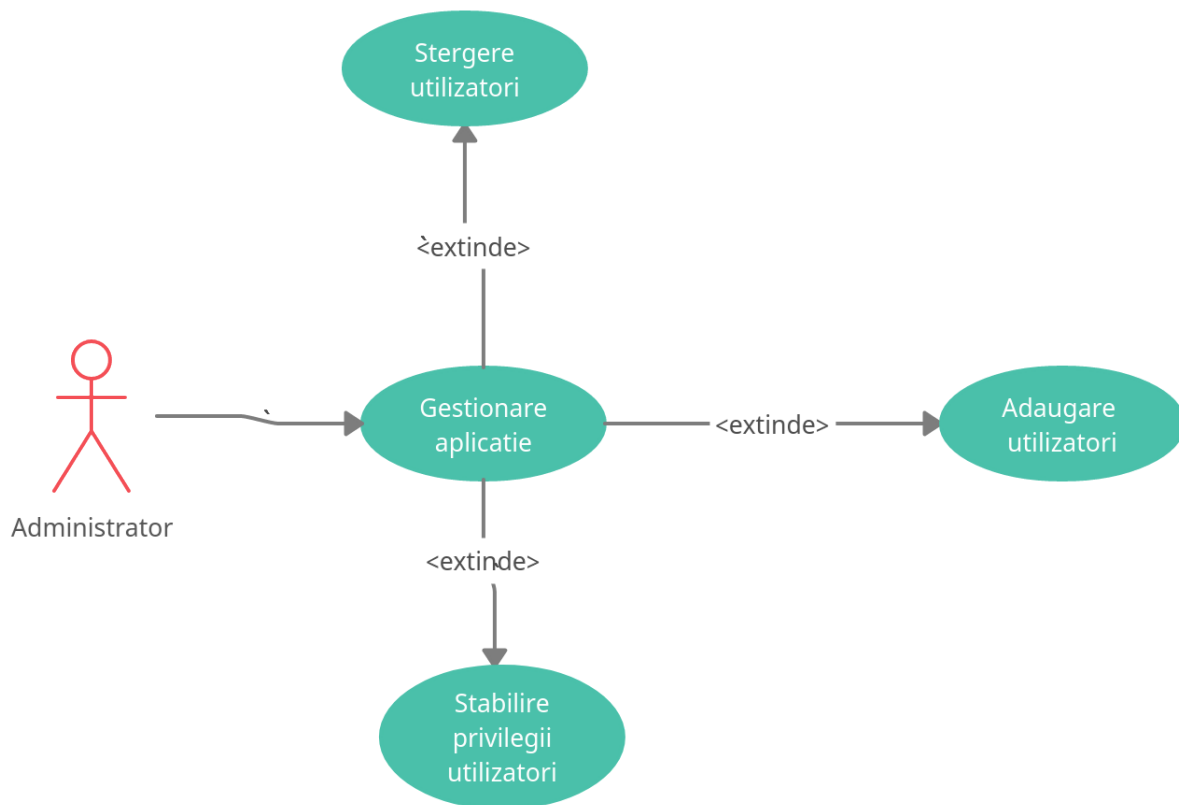 Stergere
utilizatori
<extinde>
Gestionare
aplicatie
<extinde>
Adaugare
utilizatori
Administrator
<extinde>
Stabilire
privilegii
utilizatori